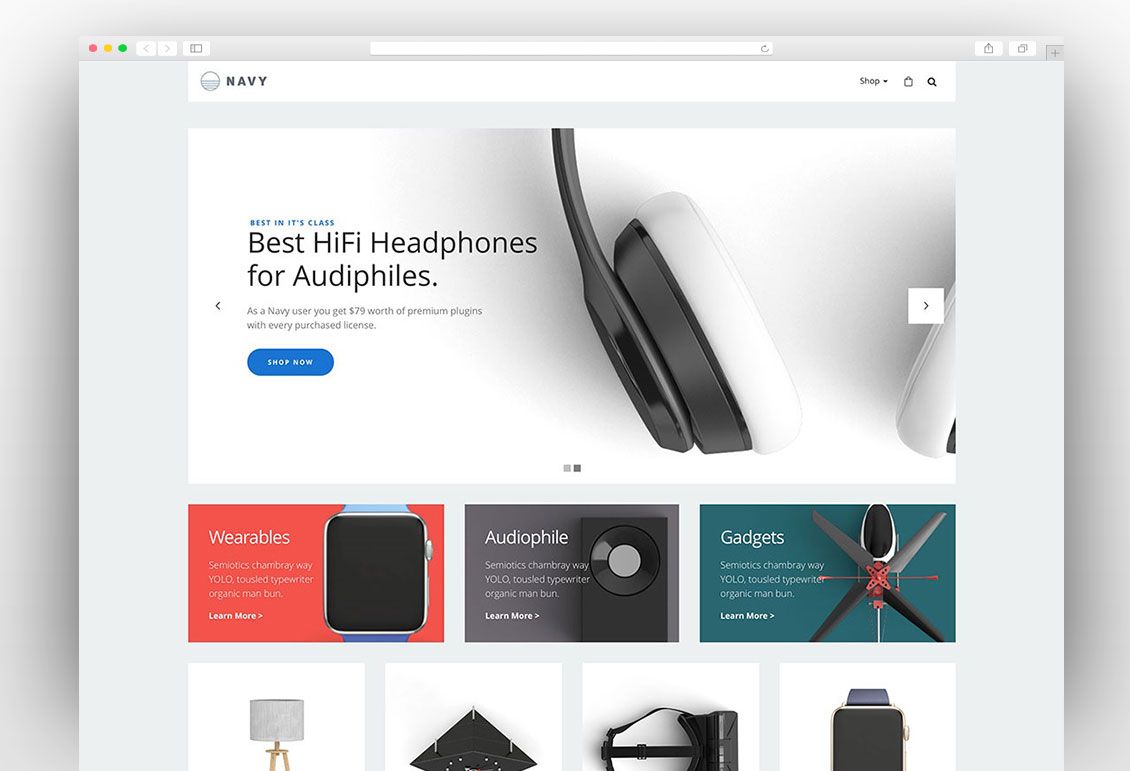 NAVY
Shop
BEST IN IT'S CLASS
Best HiFi Headphones
for Audiphiles.
As a Navy user you get $79 worth of premium plugins
with every purchased license.
SHOP NOW
Wearables
Semiotics chambray way
YOLO, tousled typewriter
organic man bun.
Learn More >
Audiophile
Semiotics chambray way
YOLO, tousled typewriter
organic man bun.
Learn More >
Gadgets
Semiotics chambray way
YOLO, tousled typewriter
organic man bun.
Learn More >